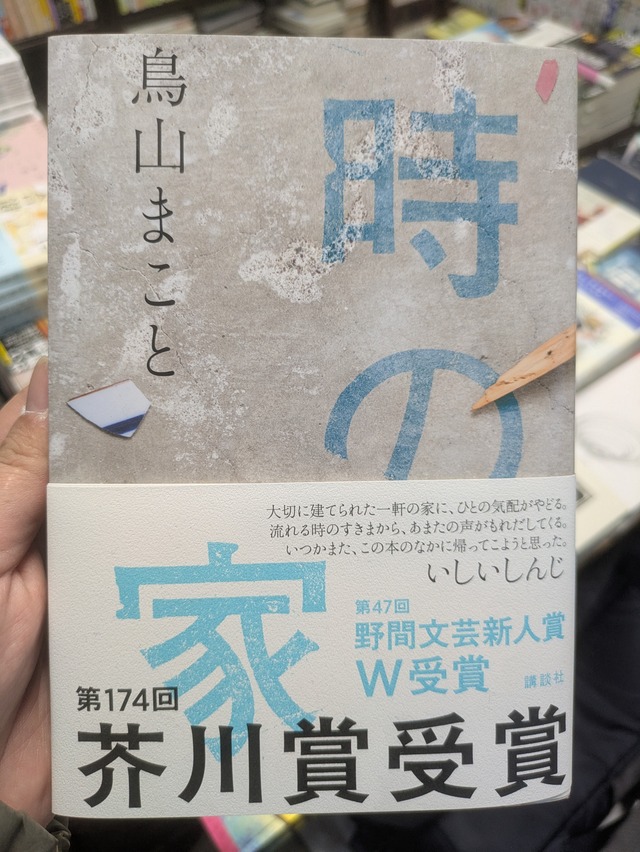 鳥山まこと
時の
家
大切に建てられた一軒の家に、ひとの気配がやどる。
流れる時のすきまから、あまたの声がもれだしてくる。
いつかまた、この本のなかに帰ってこようと思った。
いしいしんじ
第47回
野間文芸新人賞
W受賞
講談社
第174回
芥川賞受賞